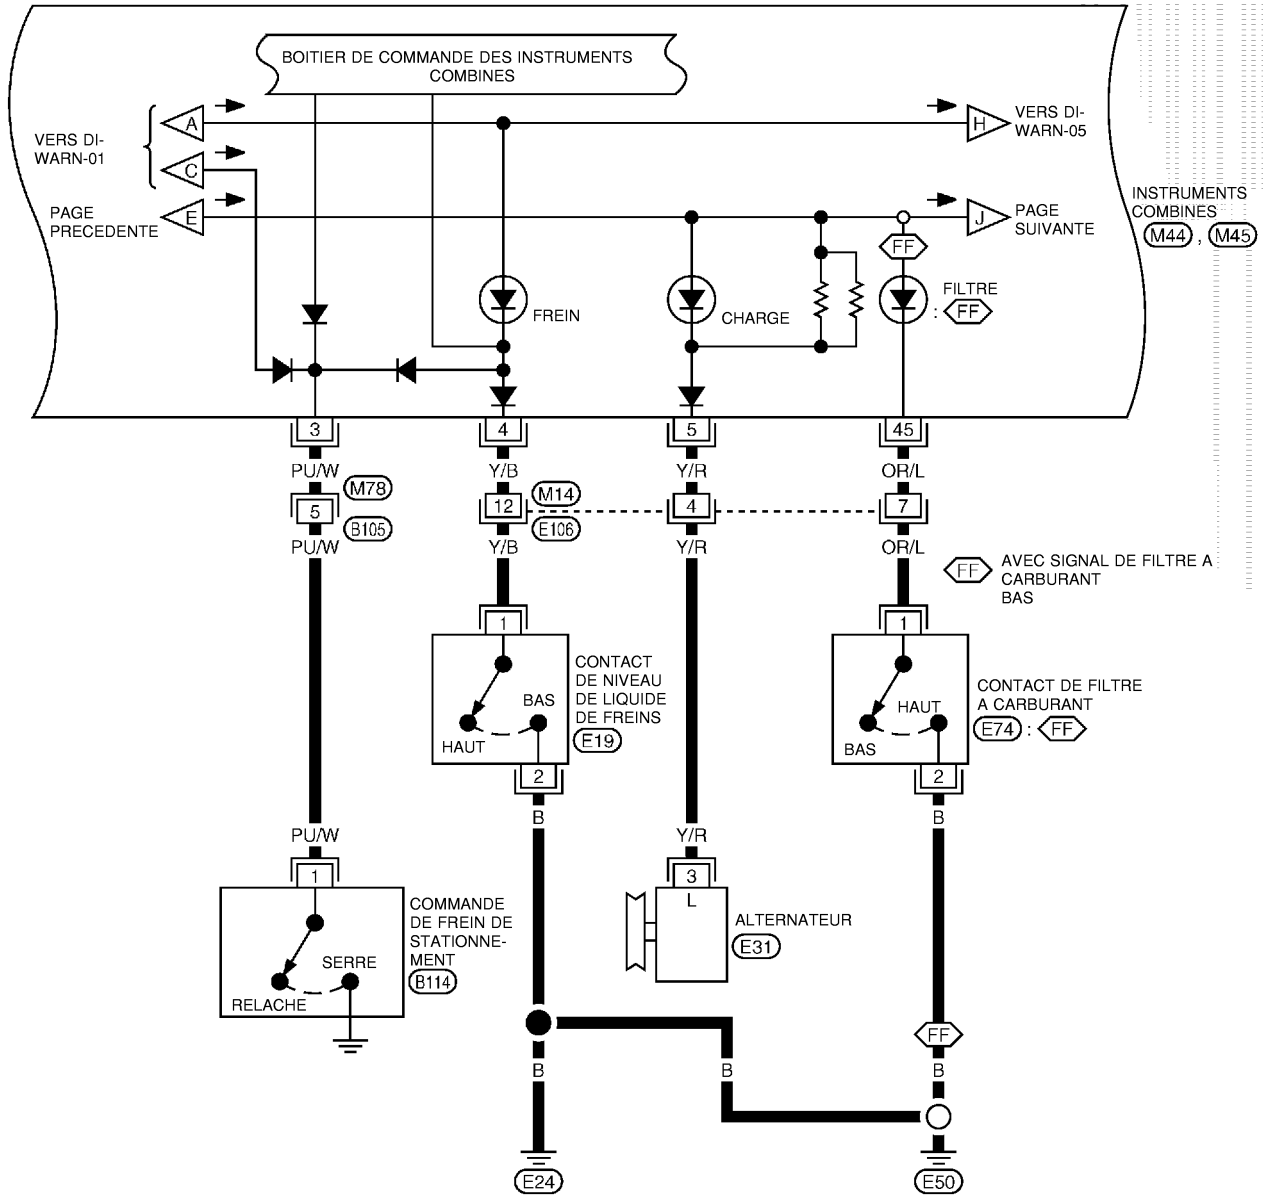 BOITIER DE COMMANDE DES INSTRUMENTS
COMBINES
VERS DI-
WARN-01
A
C
H
VERS DI-
WARN-05
PAGE
PRECEDENTE
E
J
PAGE
SUIVANTE
INSTRUMENTS
COMBINES
M44 , M45
FF
FREIN
CHARGE
FILTRE
: FF
3
4
5
45
PU/W
Y/B
Y/R
OR/L
M78
5
B105
M14
12
E106
4
7
PU/W
Y/B
Y/R
OR/L
FF
AVEC SIGNAL DE FILTRE A
CARBURANT
BAS
1
1
CONTACT
DE NIVEAU
DE LIQUIDE
DE FREINS
E19
BAS
HAUT
2
CONTACT DE FILTRE
A CARBURANT
E74 : FF
HAUT
BAS
2
B
B
PU/W
Y/R
1
3
L
COMMANDE
DE FREIN DE
STATIONNE-
MENT
B114
SERRE
RELACHE
ALTERNATEUR
E31
FF
B
B
B
E24
E50